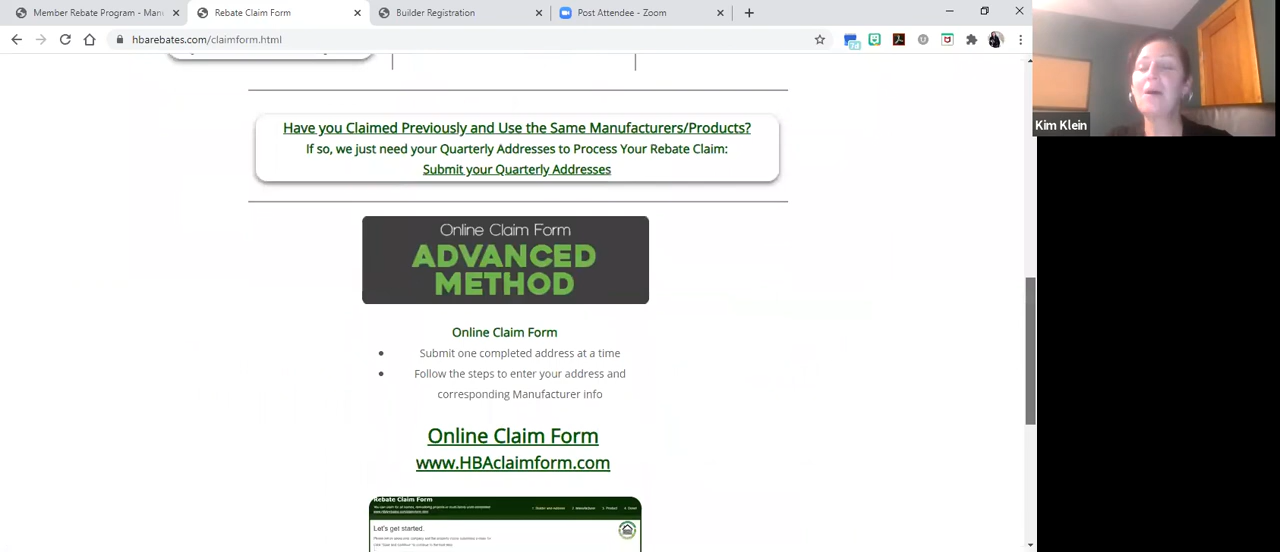 Member Rebate Program - Man
Rebate Claim Form
Builder Registration
Post Attendee - Zoom
hbarebates.com/claimform.html
Kim Klein
Have you Claimed Previously and Use the Same Manufacturers/Products?
If so, we just need your Quarterly Addresses to Process Your Rebate Claim:
Submit your Quarterly Addresses
Online Claim Form
ADVANCED
METHOD
Online Claim Form
• Submit one completed address at a time
• Follow the steps to enter your address and
corresponding Manufacturer info
Online Claim Form
www.HBAclaimform.com
Rebate Claim Form
Let's get started.